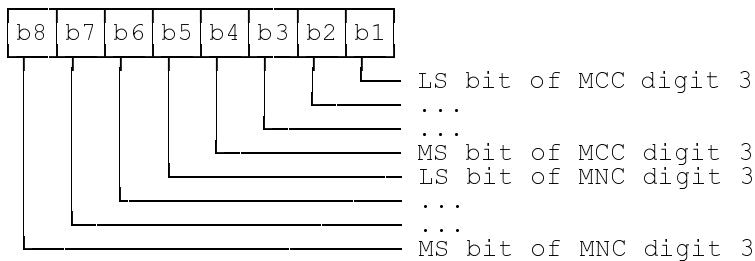 b8 b7 b6 b5 b4 b3 b2 b1
LS bit of MCC digit 3
...
...
MS bit of MCC digit 3
LS bit of MNC digit 3
...
...
MS bit of MNC digit 3